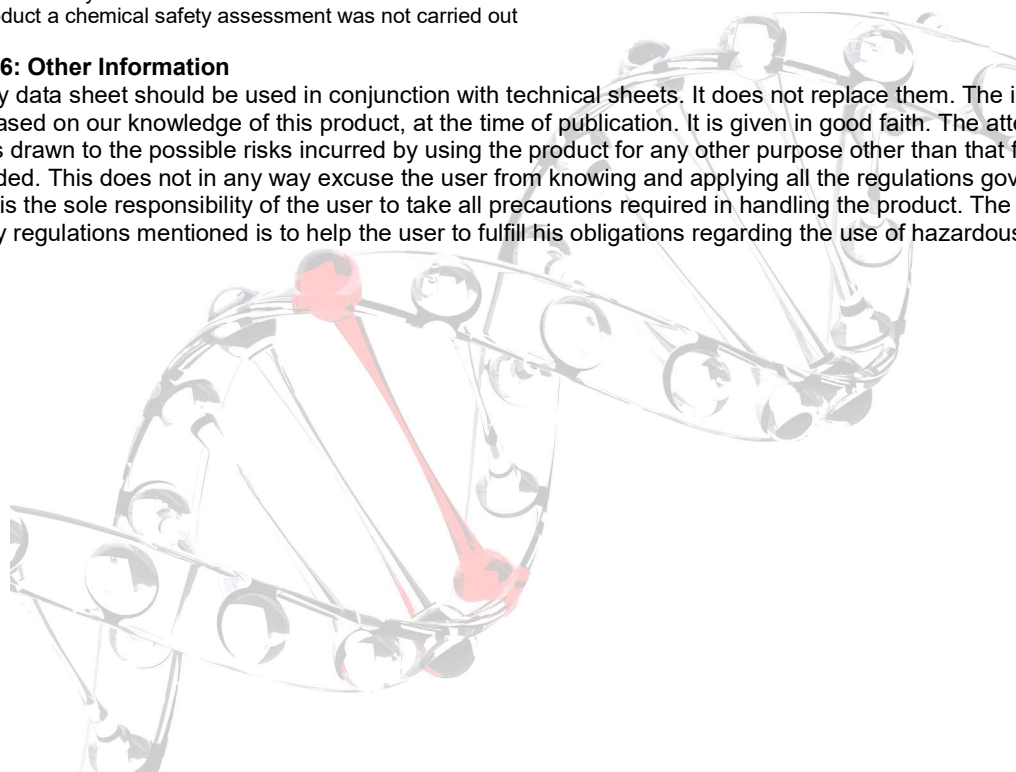 duct a chemical safety assessment was not carried out
6: Other Information
y data sheet should be used in conjunction with technical sheets. It does not replace them. The i
ased on our knowledge of this product, at the time of publication. It is given in good faith. The atte
s drawn to the possible risks incurred by using the product for any other purpose other than that f
ded. This does not in any way excuse the user from knowing and applying all the regulations gov
is the sole responsibility of the user to take all precautions required in handling the product. The
y regulations mentioned is to help the user to fulfill his obligations regarding the use of hazardous